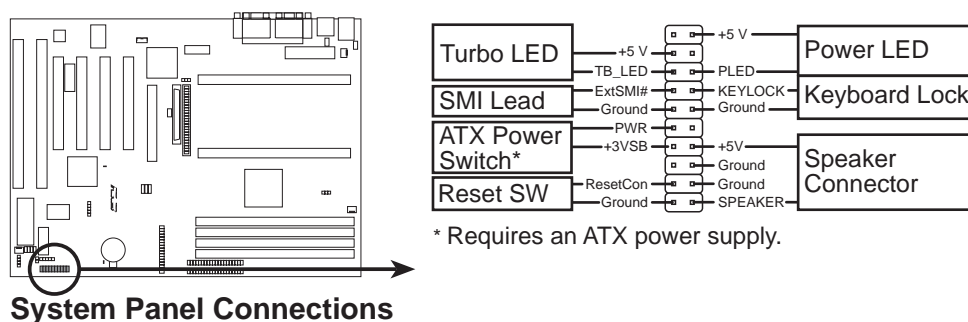 Turbo LED
+5 V
TB_LED
SMI Lead
ExtSMI#
Ground
ATX Power
Switch*
PWR
+3VSB
Reset SW
ResetCon
Ground
+5 V
PLED
Power LED
KEYLOCK
Ground
Keyboard Lock
+5V
Ground
Ground
SPEAKER
Speaker
Connector
* Requires an ATX power supply.
System Panel Connections